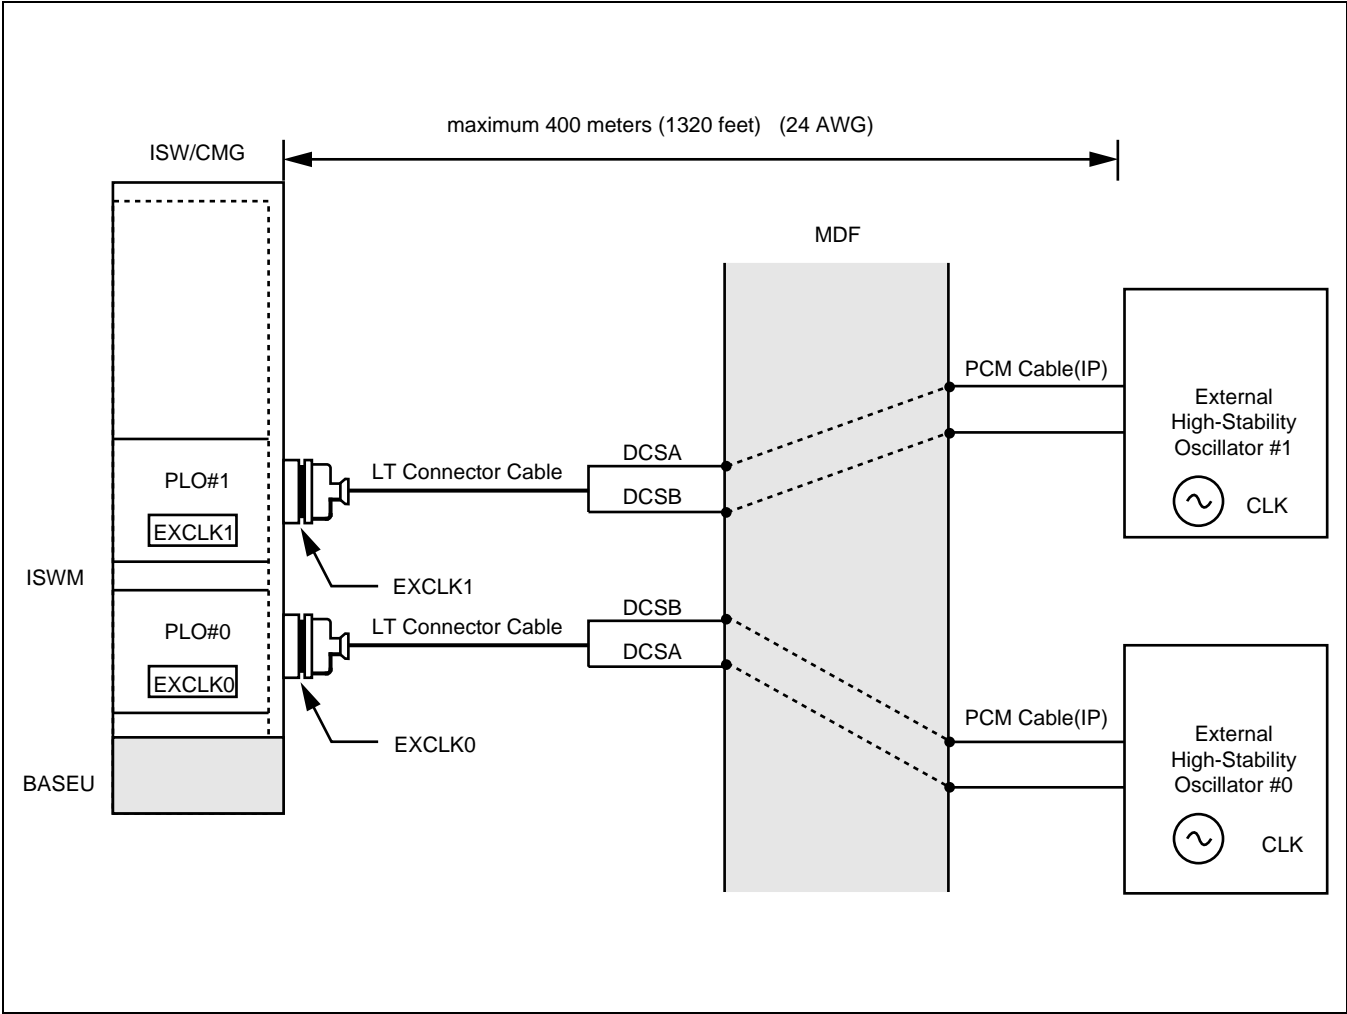 maximum 400 meters (1320 feet) (24 AWG)
ISW/CMG
MDF
PCM Cable(IP)
External
High-Stability
Oscillator #1
CLK
DCSA
LT Connector Cable
DCSB
PLO#1
EXCLK1
ISWM
EXCLK1
DCSB
LT Connector Cable
DCSA
PLO#0
EXCLK0
EXCLK0
PCM Cable(IP)
External
High-Stability
Oscillator #0
CLK
BASEU